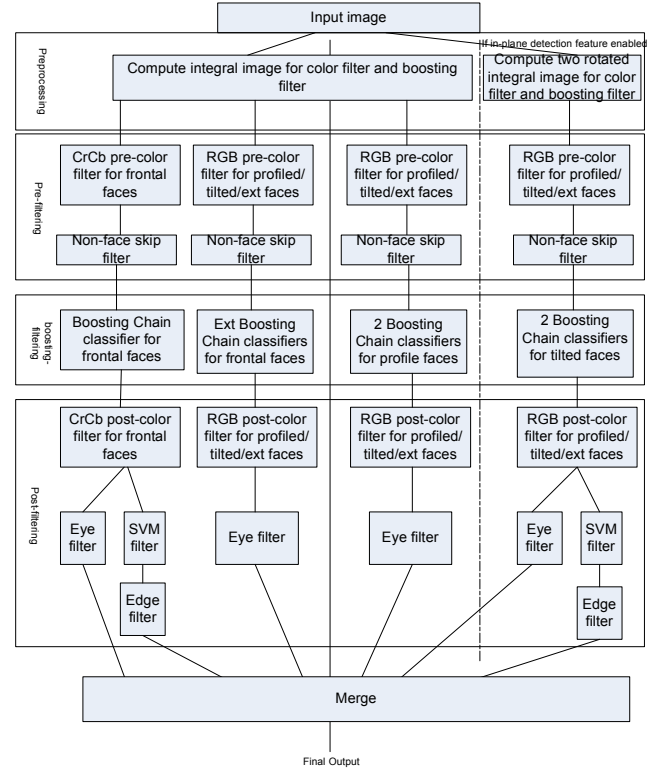 Input image
If in-plane detection feature enabled
Preprocessing
Compute integral image for color filter and boosting
filter
Compute two rotated
integral image for color
filter and boosting filter
Pre-filtering
CrCb pre-color
filter for frontal
faces
RGB pre-color
filter for profiled/
tilted/ext faces
RGB pre-color
filter for profiled/
tilted/ext faces
RGB pre-color
filter for profiled/
tilted/ext faces
Non-face skip
filter
Non-face skip
filter
Non-face skip
filter
Non-face skip
filter
boosting-
filtering
Boosting Chain
classifier for
frontal faces
Ext Boosting
Chain classifiers
for frontal faces
2 Boosting
Chain classifiers
for profile faces
2 Boosting
Chain classifiers
for tilted faces
Post-filtering
CrCb post-color
filter for frontal
faces
RGB post-color
filter for profiled/
tilted/ext faces
RGB post-color
filter for profiled/
tilted/ext faces
RGB post-color
filter for profiled/
tilted/ext faces
Eye
filter
SVM
filter
Eye filter
Eye filter
Eye
filter
SVM
filter
Edge
filter
Edge
filter
Merge
Final Output